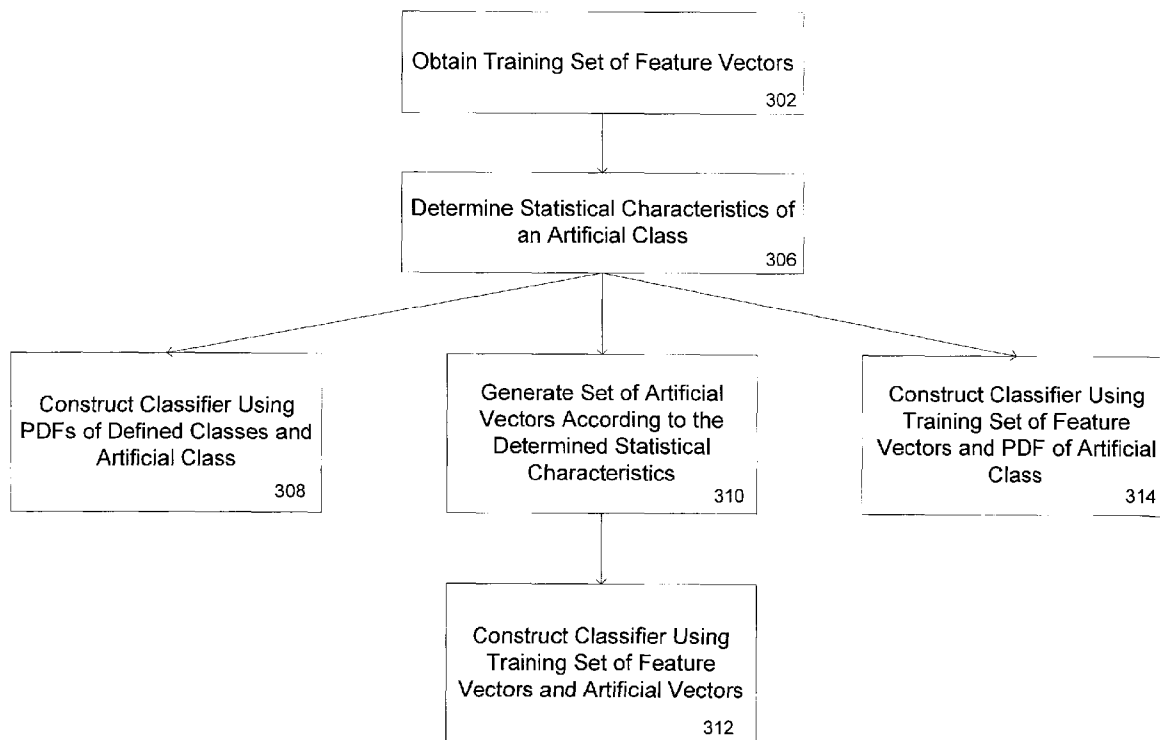 Obtain Training Set of Feature Vectors
302
Determine Statistical Characteristics of
an Artificial Class
306
Construct Classifier Using
PDFs of Defined Classes and
Artificial Class
308
Generate Set of Artificial
Vectors According to the
Determined Statistical
Characteristics
310
Construct Classifier Using
Training Set of Feature
Vectors and PDF of Artificial
Class
314
Construct Classifier Using
Training Set of Feature
Vectors and Artificial Vectors
312